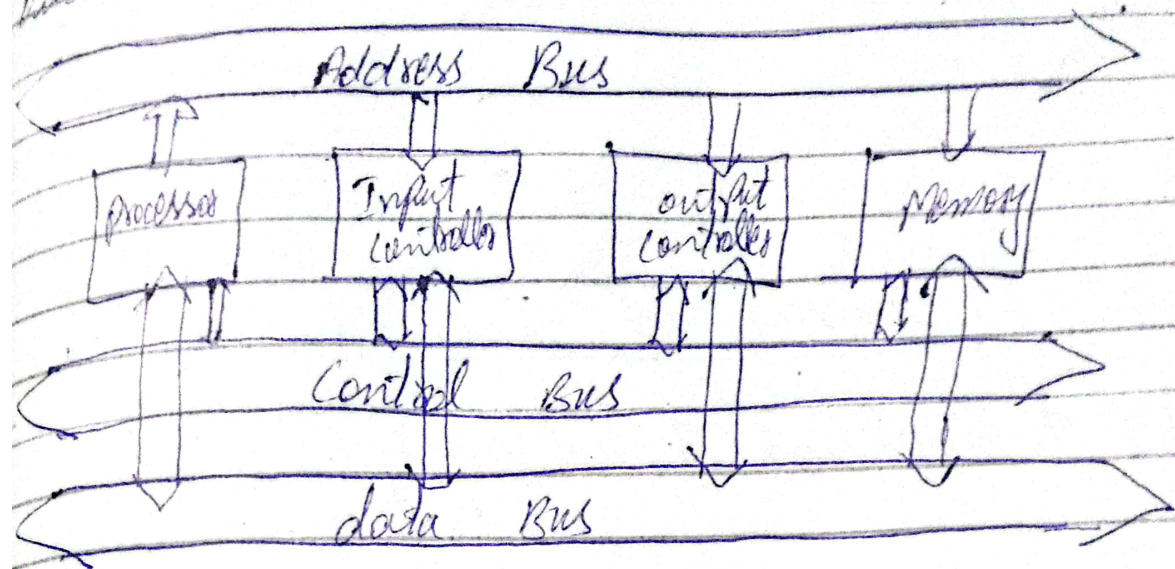 Address Bus
processor
Input
controller
output
controller
Memory
Control Bus
data Bus